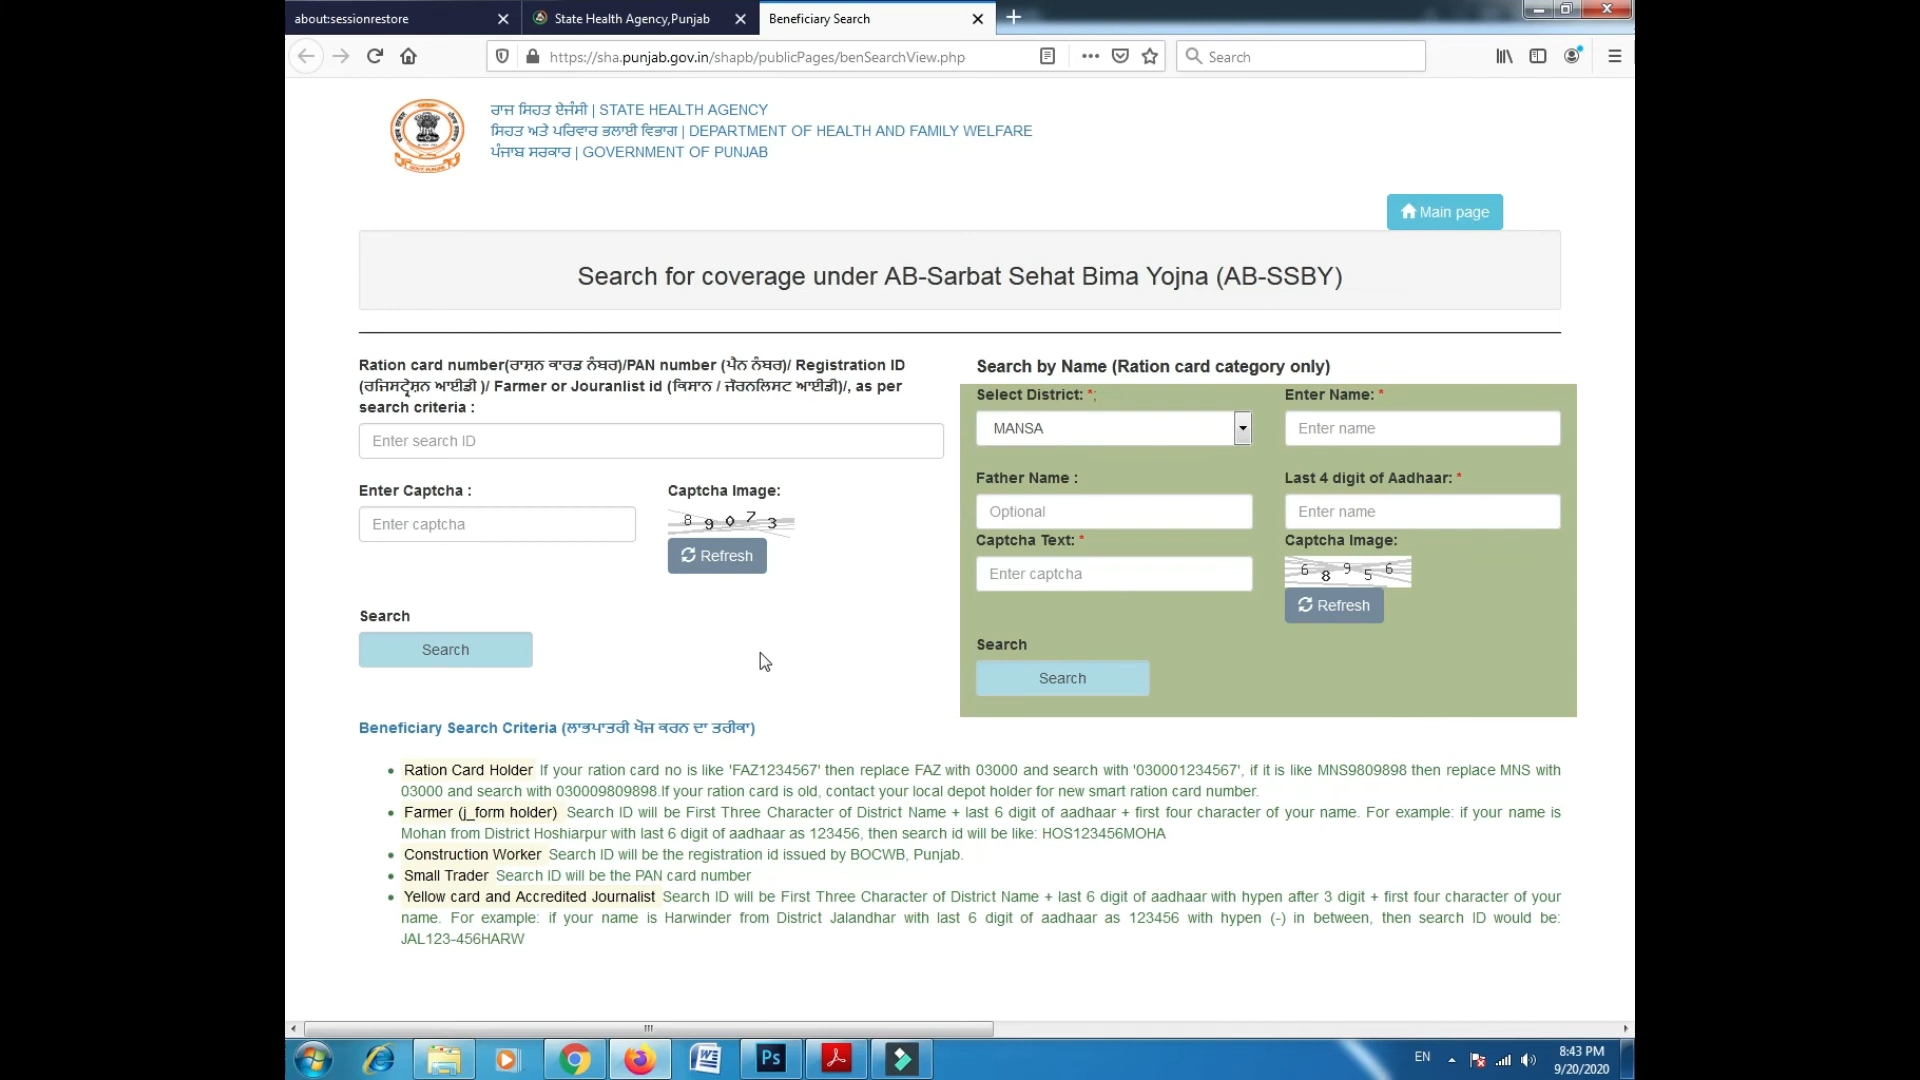 about:sessionrestore
State Health Agency,Punjab
Beneficiary Search
https://sha.punjab.gov.in/shapb/publicPages/benSearchView.php
Search
ਰਾਜ ਸਿਹਤ ਏਜੰਸੀ | STATE HEALTH AGENCY
ਸਿਹਤ ਅਤੇ ਪਰਿਵਾਰ ਭਲਾਈ ਵਿਭਾਗ | DEPARTMENT OF HEALTH AND FAMILY WELFARE
ਪੰਜਾਬ ਸਰਕਾਰ | GOVERNMENT OF PUNJAB
Main page
Search for coverage under AB-Sarbat Sehat Bima Yojna (AB-SSBY)
Ration card number(ਰਾਸ਼ਨ ਕਾਰਡ ਨੰਬਰ)/PAN number (ਪੈਨ ਨੰਬਰ)/ Registration ID
(ਰਜਿਸਟ੍ਰੇਸ਼ਨ ਆਈਡੀ )/ Farmer or Jouranlist id (ਕਿਸਾਨ / ਜੋਰਨਲਿਸਟ ਆਈਡੀ)/, as per
search criteria :
Enter search ID
Enter Captcha :
Captcha Image:
Enter captcha
8 9 0 7 3
Refresh
Search
Search
Search by Name (Ration card category only)
Select District: *;
Enter Name: *
MANSA
Enter name
Father Name :
Last 4 digit of Aadhaar: *
Optional
Enter name
Captcha Text: *
Captcha Image:
Enter captcha
6 8 9 5 6
Refresh
Search
Search
Beneficiary Search Criteria (ਲਾਭਪਾਤਰੀ ਖੋਜ ਕਰਨ ਦਾ ਤਰੀਕਾ)
Ration Card Holder If your ration card no is like 'FAZ1234567' then replace FAZ with 03000 and search with '030001234567', if it is like MNS9809898 then replace MNS with
03000 and search with 030009809898.If your ration card is old, contact your local depot holder for new smart ration card number.
Farmer (j_form holder) Search ID will be First Three Character of District Name + last 6 digit of aadhaar + first four character of your name. For example: if your name is
Mohan from District Hoshiarpur with last 6 digit of aadhaar as 123456, then search id will be like: HOS123456MOHA
Construction Worker Search ID will be the registration id issued by BOCWB, Punjab.
Small Trader Search ID will be the PAN card number
Yellow card and Accredited Journalist Search ID will be First Three Character of District Name + last 6 digit of aadhaar with hypen after 3 digit + first four character of your
name. For example: if your name is Harwinder from District Jalandhar with last 6 digit of aadhaar as 123456 with hypen (-) in between, then search ID would be:
JAL123-456HARW
Ps
EN
8:43 PM
9/20/2020